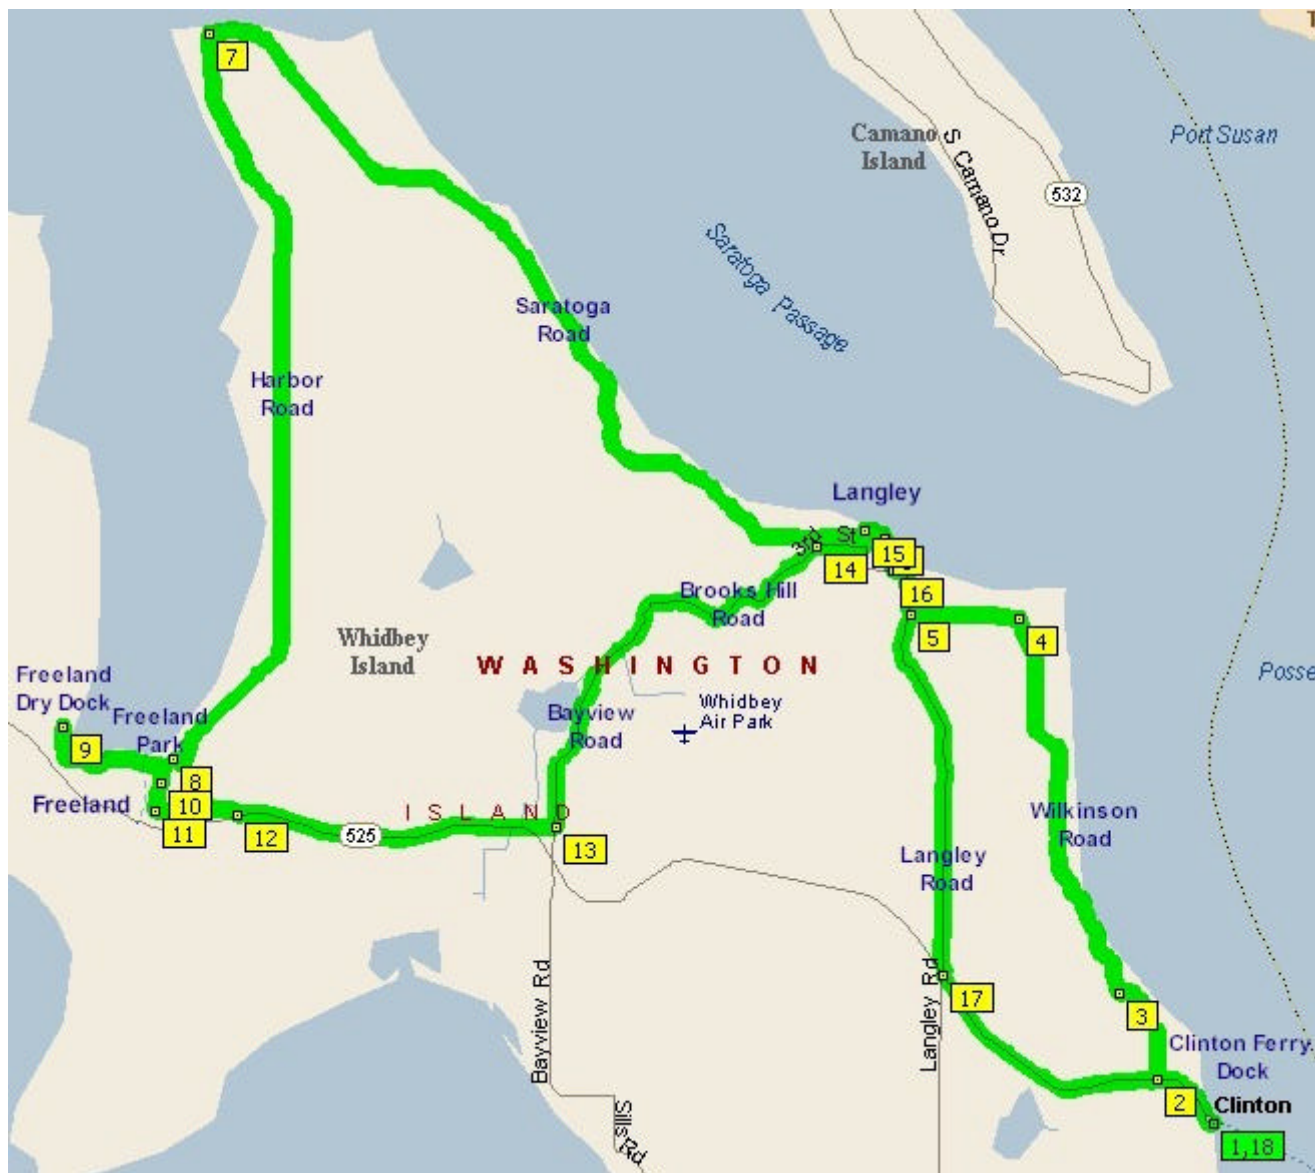 T
7
Camano
Island
Port Susan
S Camano Dr
532
Saratoga Passage
Saratoga
Road
Harbor
Road
Langley
3rd St
15
14
16
Brooks Hill
Road
5
4
Whidbey
Island
WASHINGTON
Posse
Freeland
Dry Dock
Freeland
Park
Bayview
Road
Whidbey
Air Park
9
8
Freeland
10
11
12
ISLAND
525
13
Wilkinson
Road
Langley
Road
Bayview Rd
Langley Rd
17
3
Clinton Ferry
Dock
2
Clinton
Sills Rd
1,18